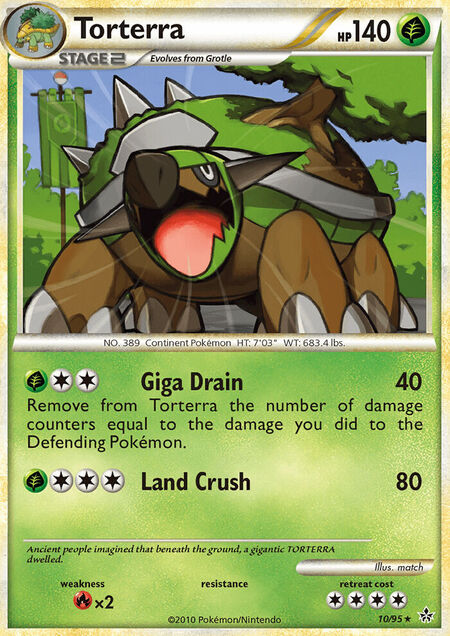 Torterra HP 140
STAGE 2 Evolves from Grotle
NO. 389 Continent Pokémon HT: 7'03" WT: 683.4 lbs.
Giga Drain 40
Remove from Torterra the number of damage
counters equal to the damage you did to the
Defending Pokémon.
Land Crush 80
Ancient people imagined that beneath the ground, a gigantic TORTERRA
dwelled.
Illus. match
weakness resistance retreat cost
×2
10/95 ★
©2010 Pokémon/Nintendo